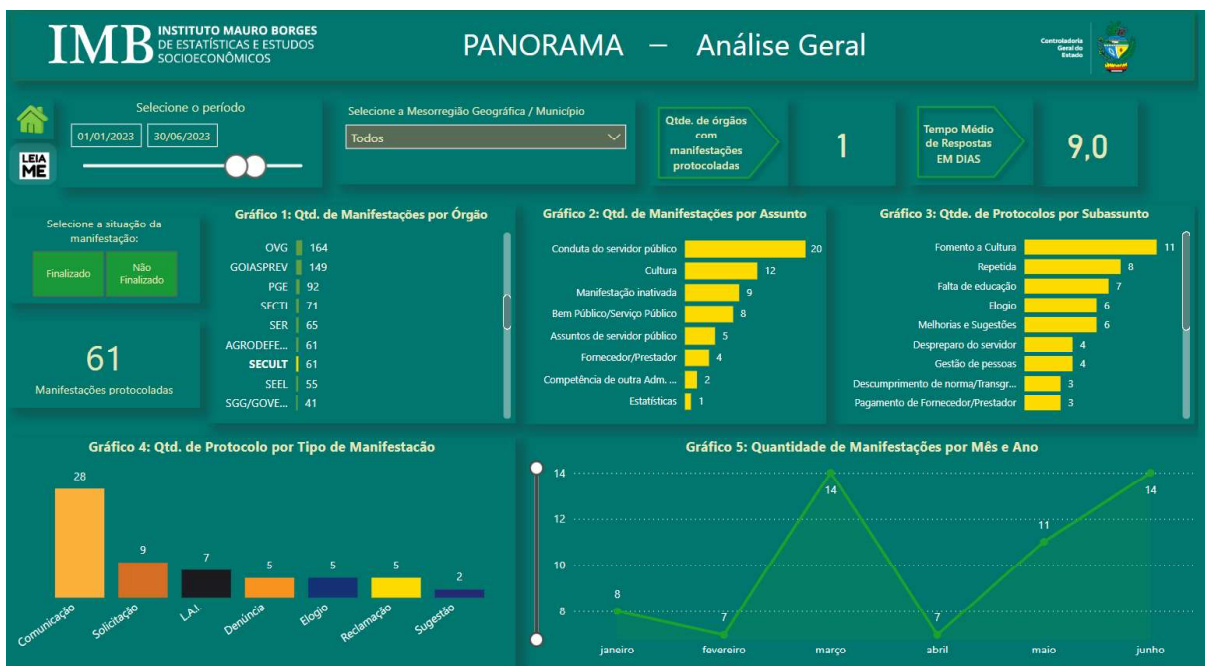 IMB
INSTITUTO MAURO BORGES
DE ESTATÍSTICAS E ESTUDOS
SOCIOECONÔMICOS
PANORAMA – Análise Geral
Controladoria
Geral do
Estado
LEIA
ME
Selecione o período
01/01/2023 30/06/2023
Selecione a Mesorregião Geográfica / Município
Todos
Qtde. de órgãos
com
manifestações
protocoladas
1
Tempo Médio
de Respostas
EM DIAS
9,0
Selecione a situação da
manifestação:
Finalizado
Não
Finalizado
61
Manifestações protocoladas
Gráfico 1: Qtd. de Manifestações por Órgão
OVG 164
GOIASPREV 149
PGE 92
SECTI 71
SER 65
AGRODEFE... 61
SECULT 61
SEEL 55
SGG/GOVE... 41
Gráfico 2: Qtd. de Manifestações por Assunto
Conduta do servidor público 20
Cultura 12
Manifestação inativada 9
Bem Público/Serviço Público 8
Assuntos de servidor público 5
Fornecedor/Prestador 4
Competência de outra Adm. ... 2
Estatísticas 1
Gráfico 3: Qtde. de Protocolos por Subassunto
Fomento a Cultura 11
Repetida 8
Falta de educação 7
Elogio 6
Melhorias e Sugestões 6
Despreparo do servidor 4
Gestão de pessoas 4
Descumprimento de norma/Transgr... 3
Pagamento de Fornecedor/Prestador 3
Gráfico 4: Qtd. de Protocolo por Tipo de Manifestacão
28
9
7
5
5
5
2
Comunicação
Solicitação
L.A.I.
Denúncia
Elogio
Reclamação
Sugestão
Gráfico 5: Quantidade de Manifestações por Mês e Ano
14
12
10
8
8
7
14
7
11
14
janeiro
fevereiro
março
abril
maio
junho